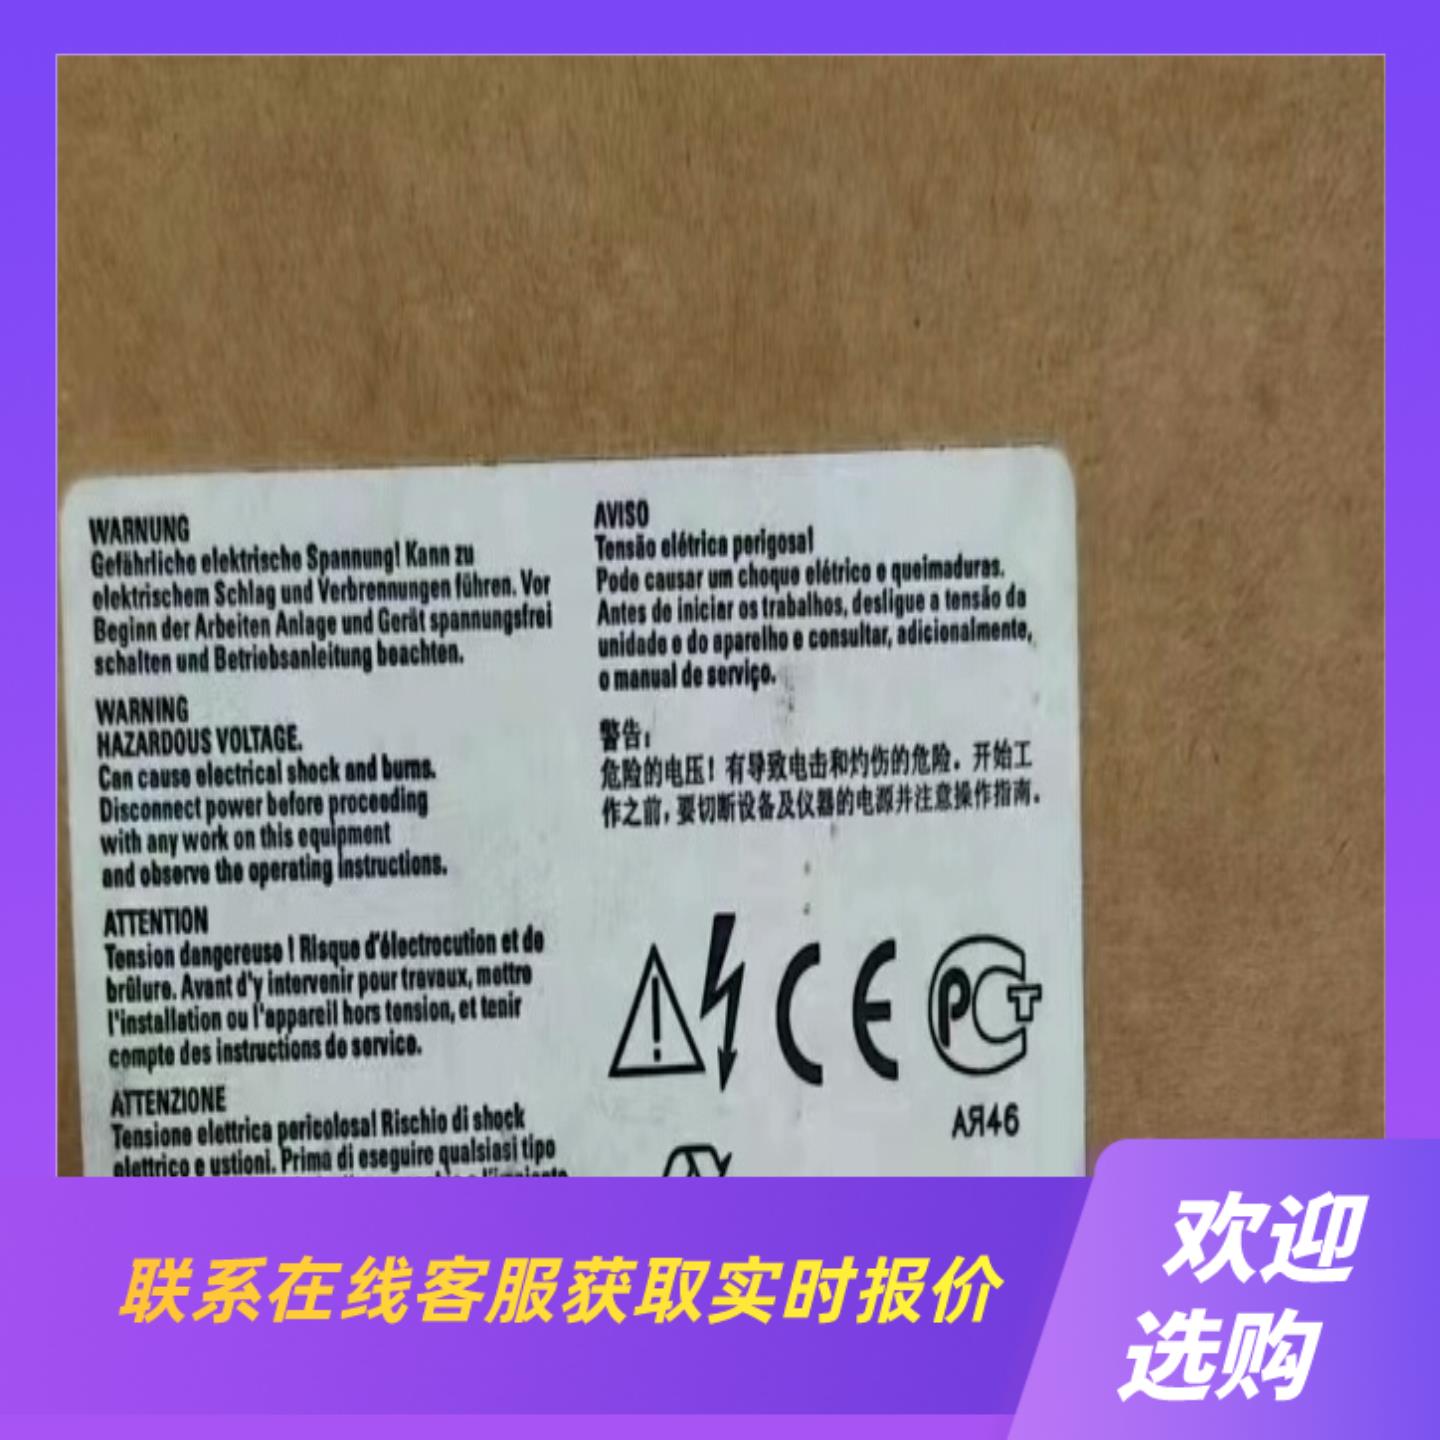 WARNUNG
Gefährliche elektrische Spannung! Kann zu
elektrischem Schlag und Verbrennungen führen. Vor
Beginn der Arbeiten Anlage und Gerät spannungsfrei
schalten und Betriebsanleitung beachten.
WARNING
HAZARDOUS VOLTAGE.
Can cause electrical shock and burns.
Disconnect power before proceeding
with any work on this equipment
and observe the operating instructions.
ATTENTION
Tension dangereuse ! Risque d'électrocution et de
brûlure. Avant d'y intervenir pour travaux, mettre
l'installation ou l'appareil hors tension, et tenir
compte des instructions de service.
ATTENZIONE
Tensione elettrica pericolosa! Rischio di shock
elettrico e ustioni. Prima di eseguire qualsiasi tipo
AVISO
Tensão elétrica perigosa!
Pode causar um choque elétrico e queimaduras.
Antes de iniciar os trabalhos, desligue a tensão da
unidade e do aparelho e consultar, adicionalmente,
o manual de serviço.
警告：
危险的电压！有导致电击和灼伤的危险．开始工
作之前，要切断设备及仪器的电源并注意操作指南．
CE
PCT
АЯ46
联系在线客服获取实时报价
欢迎
选购